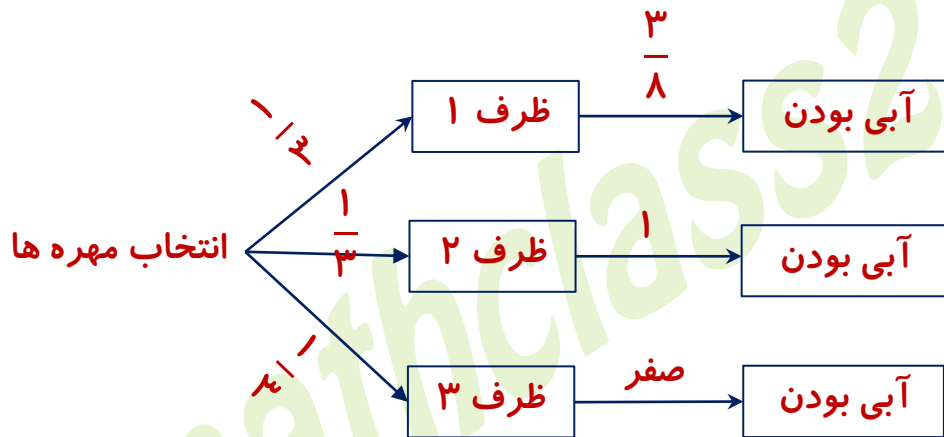 ۳
۸
ظرف ۱
آبی بودن
۱
۳
انتخاب مهره ها
۱
۳
ظرف ۲
۱
آبی بودن
۱
۳
ظرف ۳
صفر
آبی بودن
mathclass2